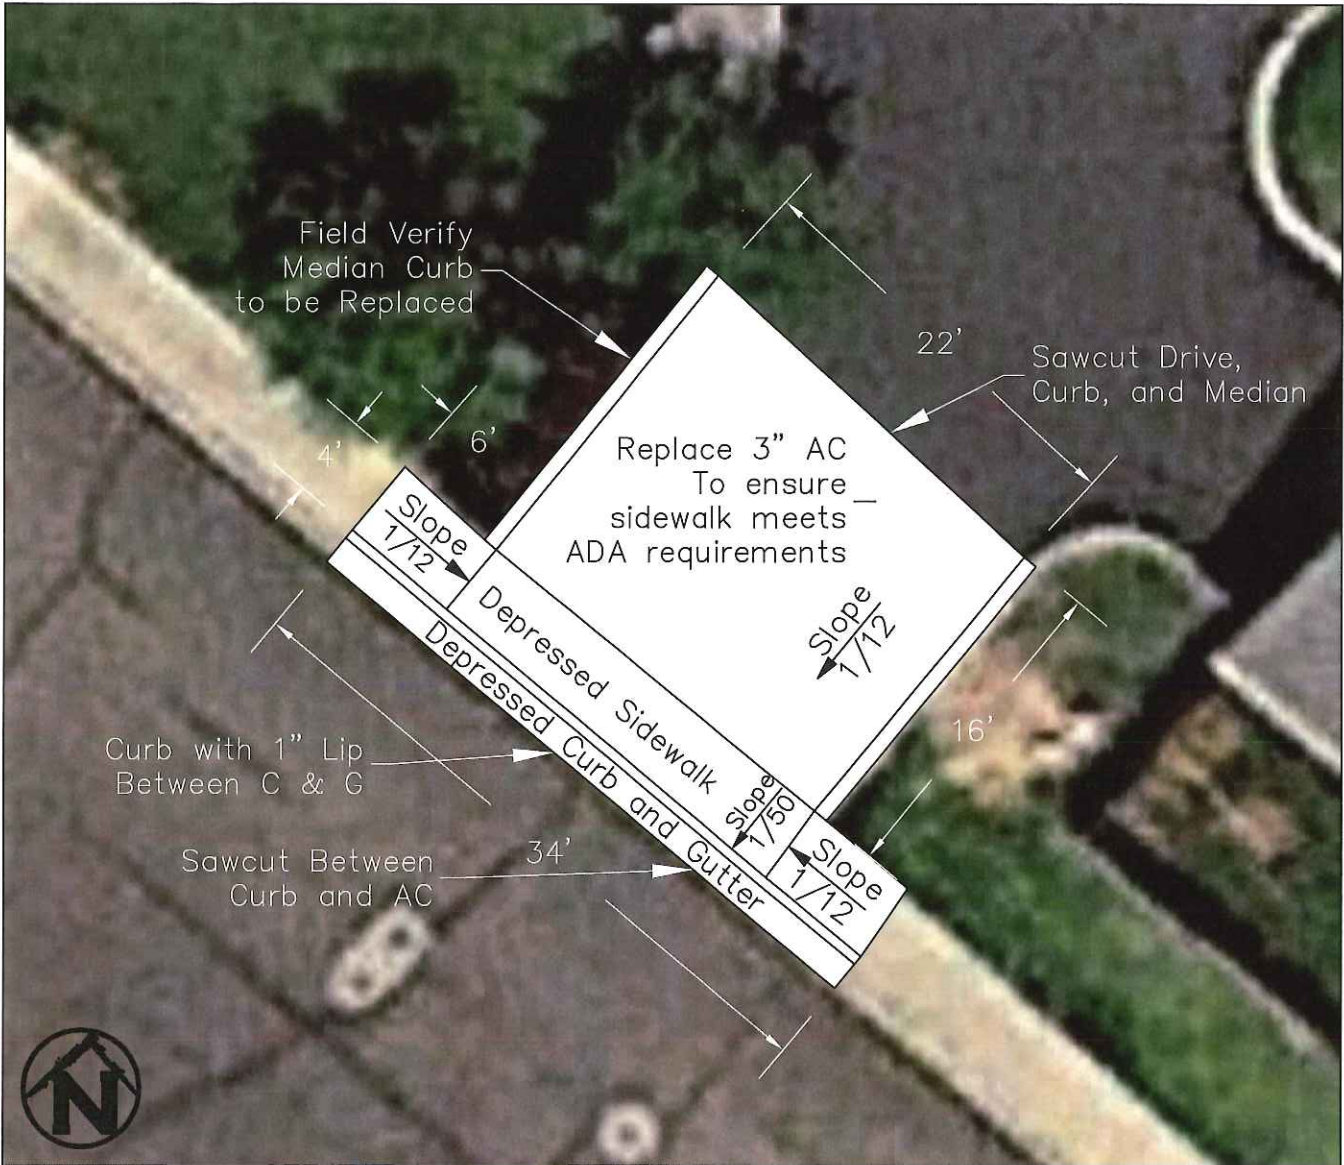 Field Verify
Median Curb
to be Replaced
22'
Sawcut Drive,
Curb, and Median
4'
6'
Replace 3" AC
To ensure
sidewalk meets
ADA requirements
Slope
1/12
Slope
1/12
Depressed Sidewalk
Depressed Curb and Gutter
Slope
1/50
Slope
1/12
16'
Curb with 1" Lip
Between C & G
Sawcut Between
Curb and AC
34'
N